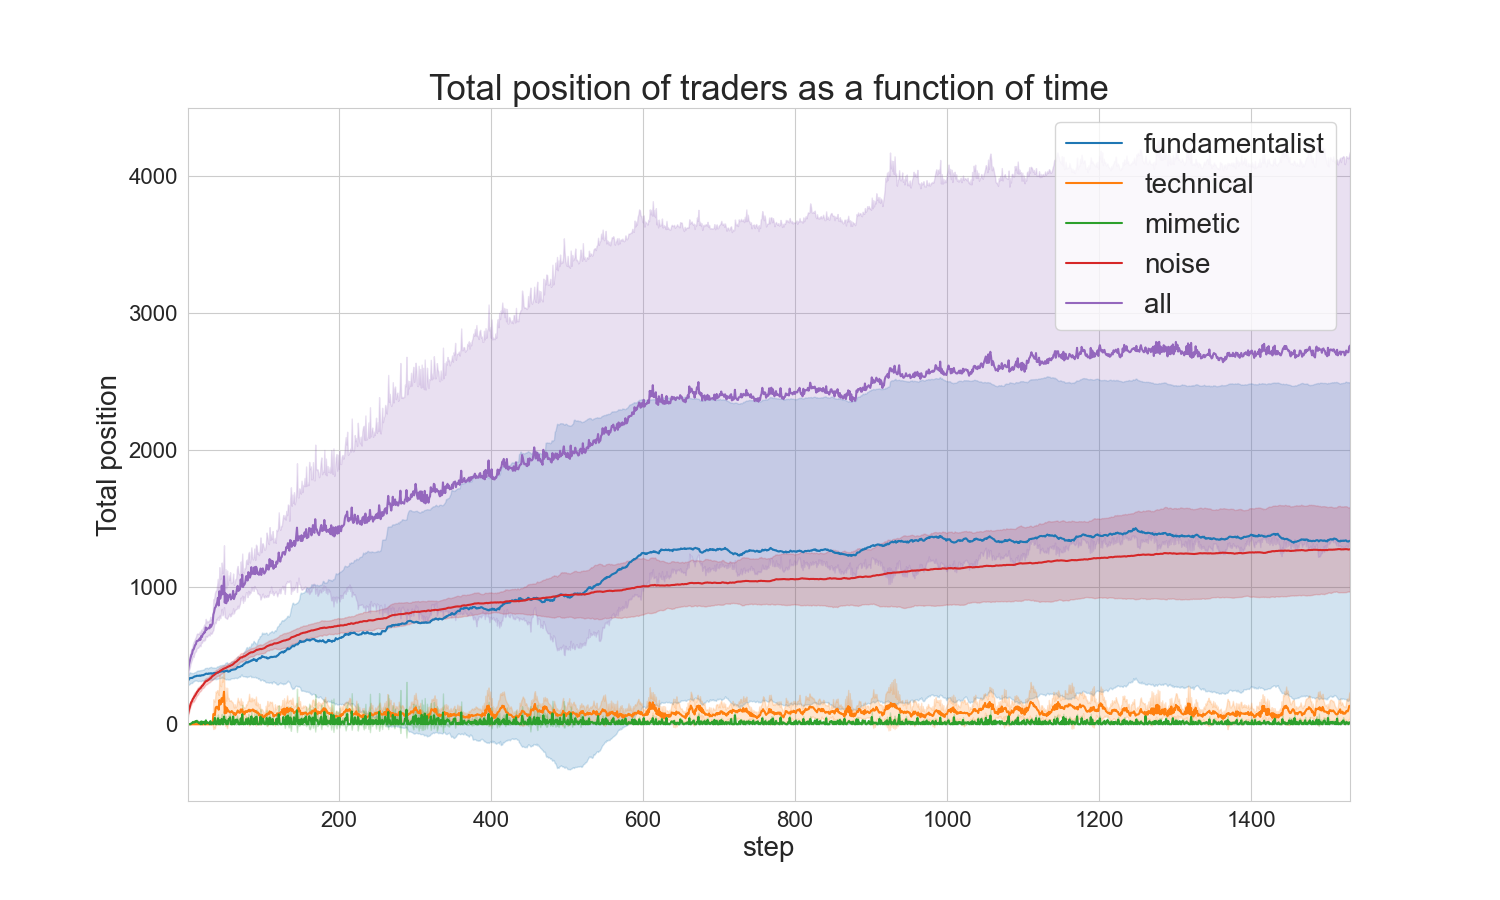 Total position of traders as a function of time
fundamentalist
technical
mimetic
noise
all
Total position
4000
3000
2000
1000
0
200 400 600 800 1000 1200 1400
step